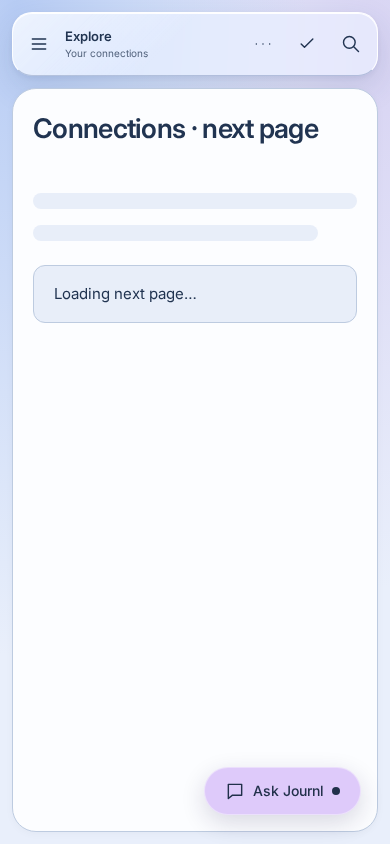 Explore
Your connections
...
Connections · next page
Loading next page...
Ask Journl